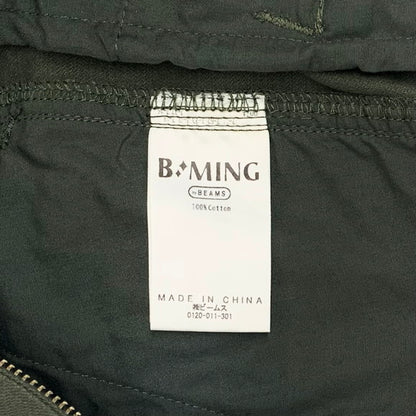 B MING
by BEAMS
100% Cotton
MADE IN CHINA
㈱ビームス
0120-011-301